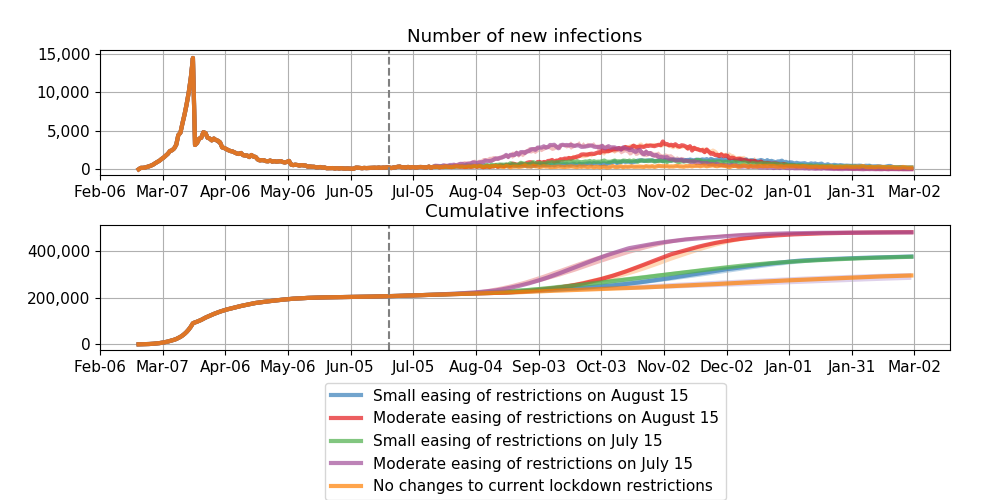 Number of new infections
15,000
10,000
5,000
0
Feb-06 Mar-07 Apr-06 May-06 Jun-05 Jul-05 Aug-04 Sep-03 Oct-03 Nov-02 Dec-02 Jan-01 Jan-31 Mar-02
Cumulative infections
400,000
200,000
0
Feb-06 Mar-07 Apr-06 May-06 Jun-05 Jul-05 Aug-04 Sep-03 Oct-03 Nov-02 Dec-02 Jan-01 Jan-31 Mar-02
Small easing of restrictions on August 15
Moderate easing of restrictions on August 15
Small easing of restrictions on July 15
Moderate easing of restrictions on July 15
No changes to current lockdown restrictions